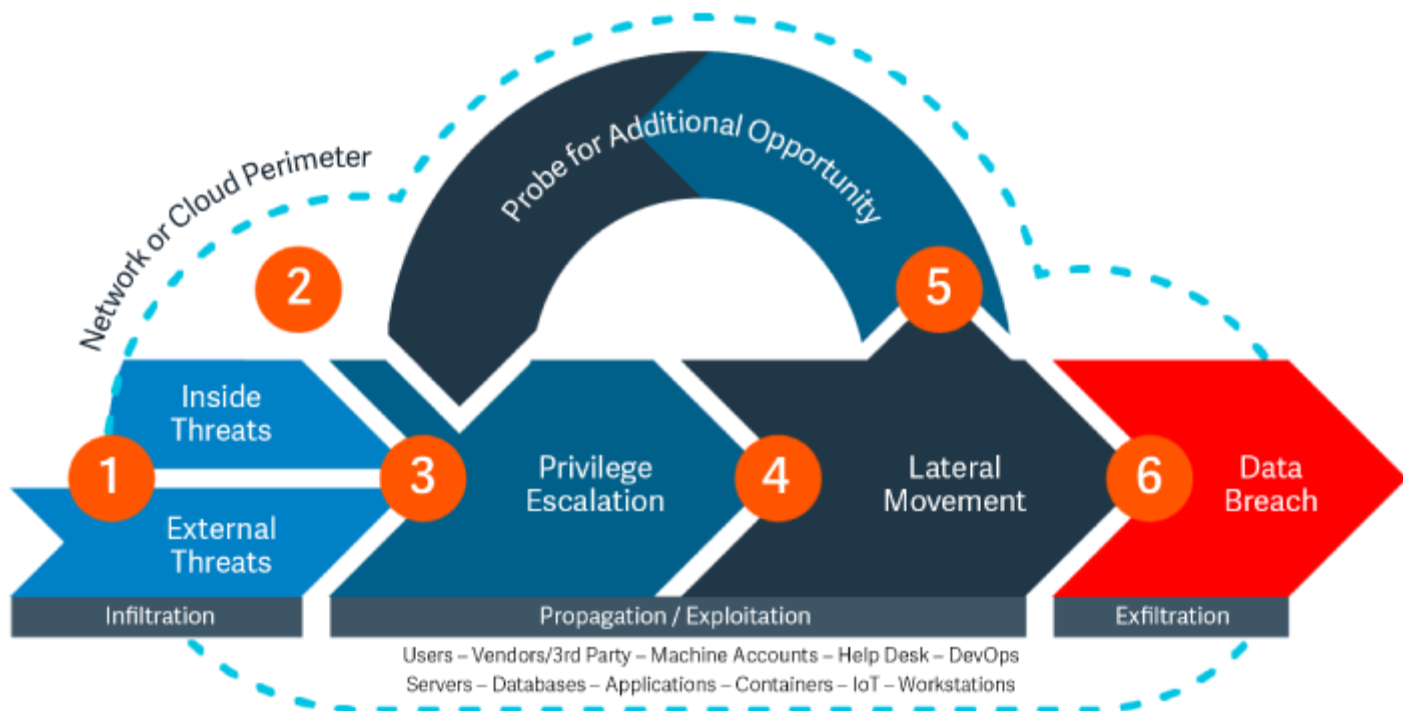 Network or Cloud Perimeter
Probe for Additional Opportunity
2
5
Inside
Threats
1
External
Threats
3
Privilege
Escalation
4
Lateral
Movement
6
Data
Breach
Infiltration
Propagation / Exploitation
Exfiltration
Users – Vendors/3rd Party – Machine Accounts – Help Desk – DevOps
Servers – Databases – Applications – Containers – IoT – Workstations